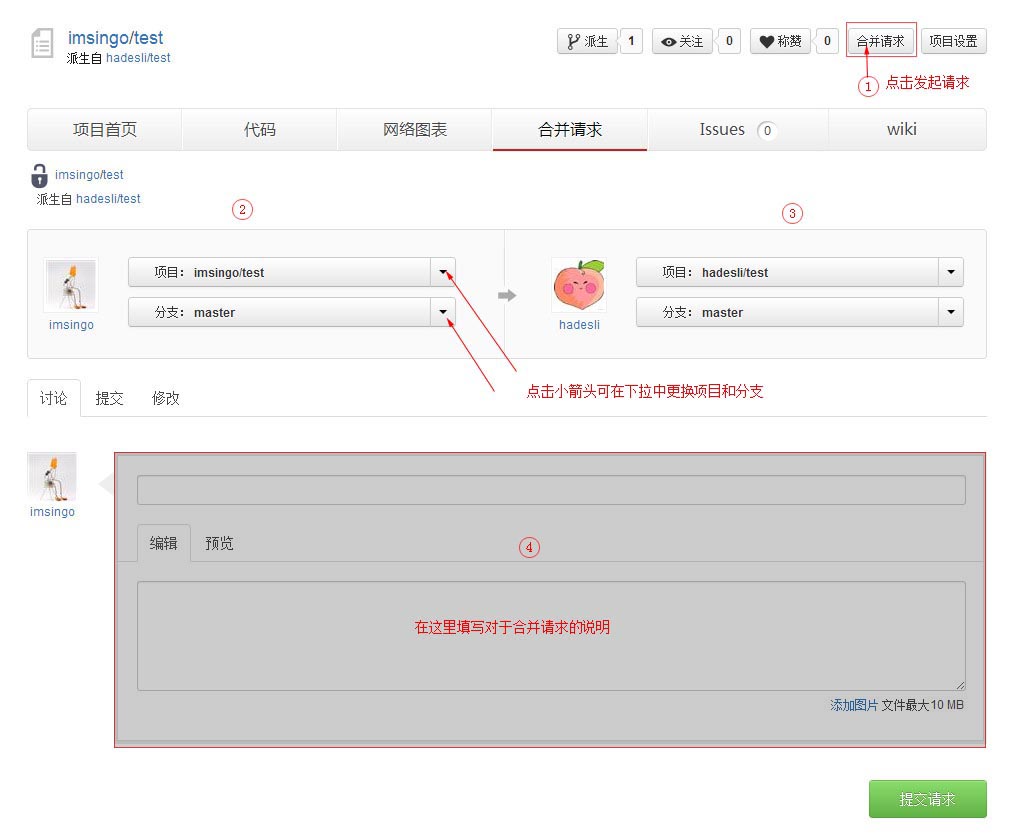 imsingo/test
派生自 hadesli/test
派生 1 关注 0 称赞 0 合并请求 项目设置
① 点击发起请求
项目首页 代码 网络图表 合并请求 Issues 0 wiki
imsingo/test
派生自 hadesli/test
② ③
项目: imsingo/test
分支: master
imsingo
项目: hadesli/test
分支: master
hadesli
点击小箭头可在下拉中更换项目和分支
讨论 提交 修改
imsingo
编辑 预览
④
在这里填写对于合并请求的说明
添加图片 文件最大10 MB
提交请求